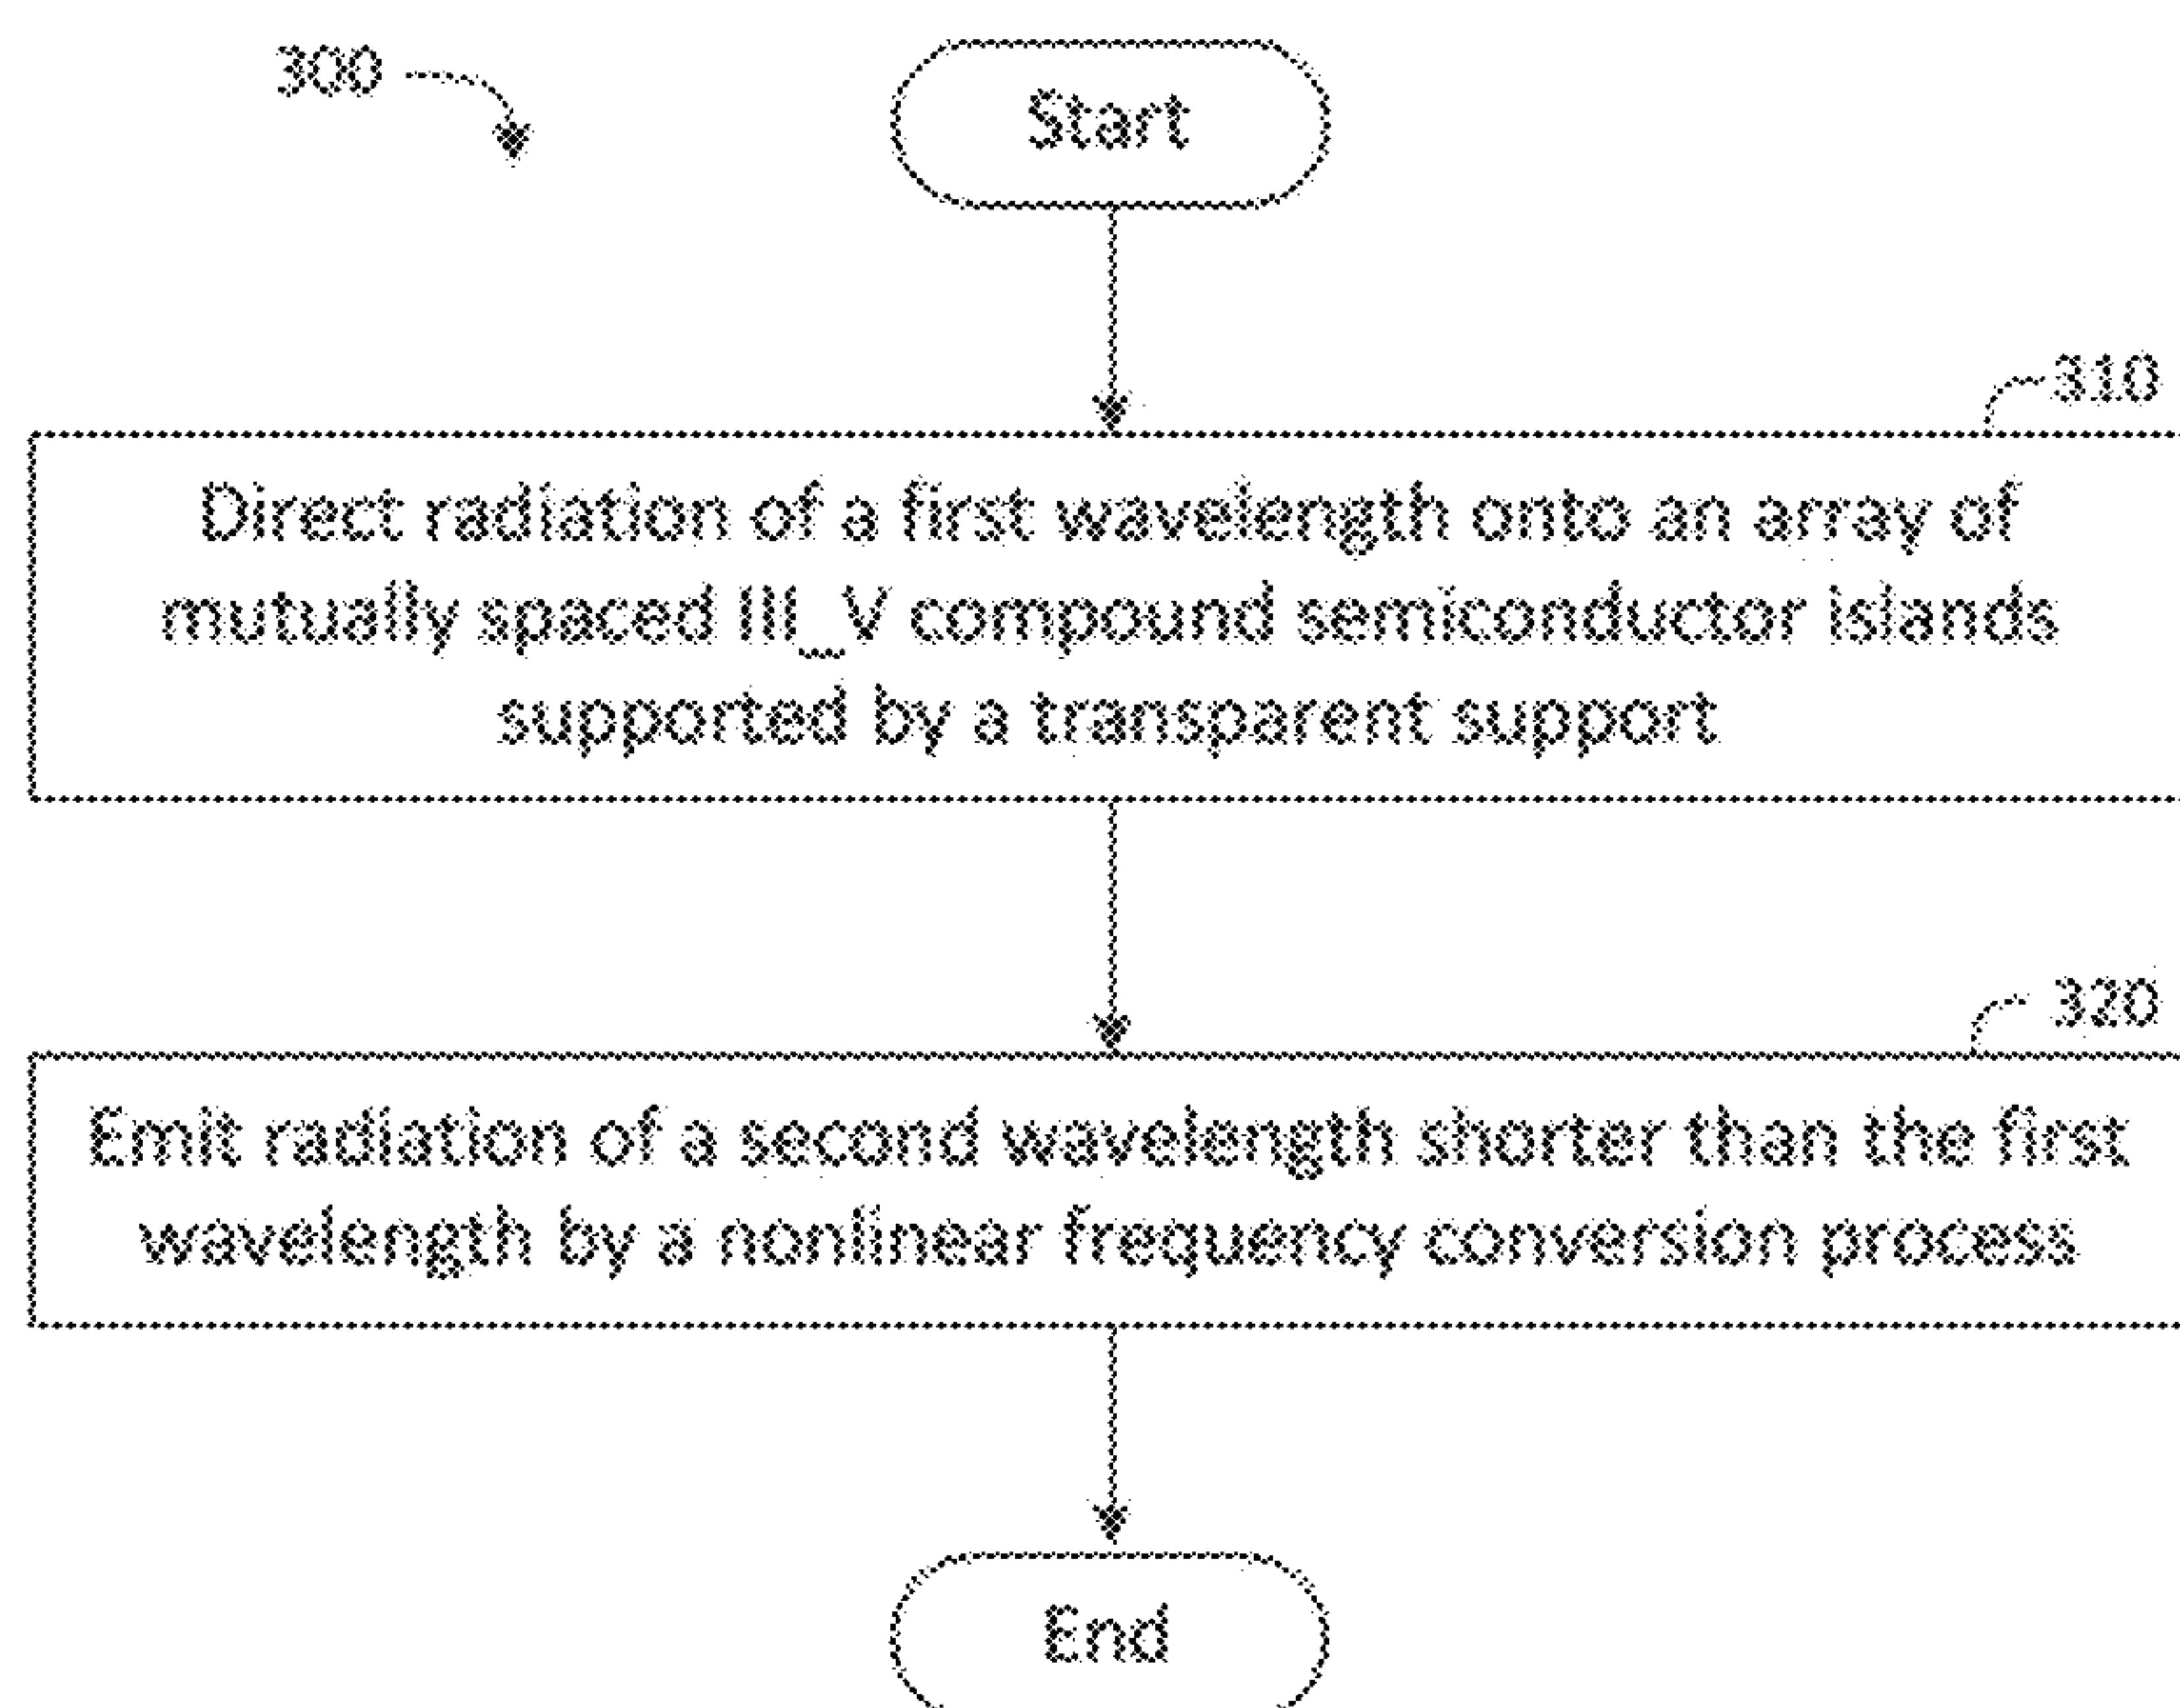 300
Start
310
Direct radiation of a first wavelength onto an array of
mutually spaced III_V compound semiconductor islands
supported by a transparent support
320
Emit radiation of a second wavelength shorter than the first
wavelength by a nonlinear frequency conversion process
End